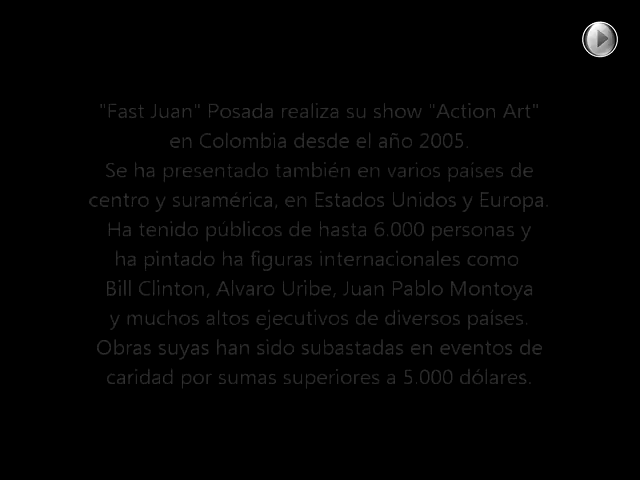 "Fast Juan" Posada realiza su show "Action Art"
en Colombia desde el año 2005.
Se ha presentado también en varios países de
centro y suramérica, en Estados Unidos y Europa.
Ha tenido públicos de hasta 6.000 personas y
ha pintado ha figuras internacionales como
Bill Clinton, Alvaro Uribe, Juan Pablo Montoya
y muchos altos ejecutivos de diversos países.
Obras suyas han sido subastadas en eventos de
caridad por sumas superiores a 5.000 dólares.